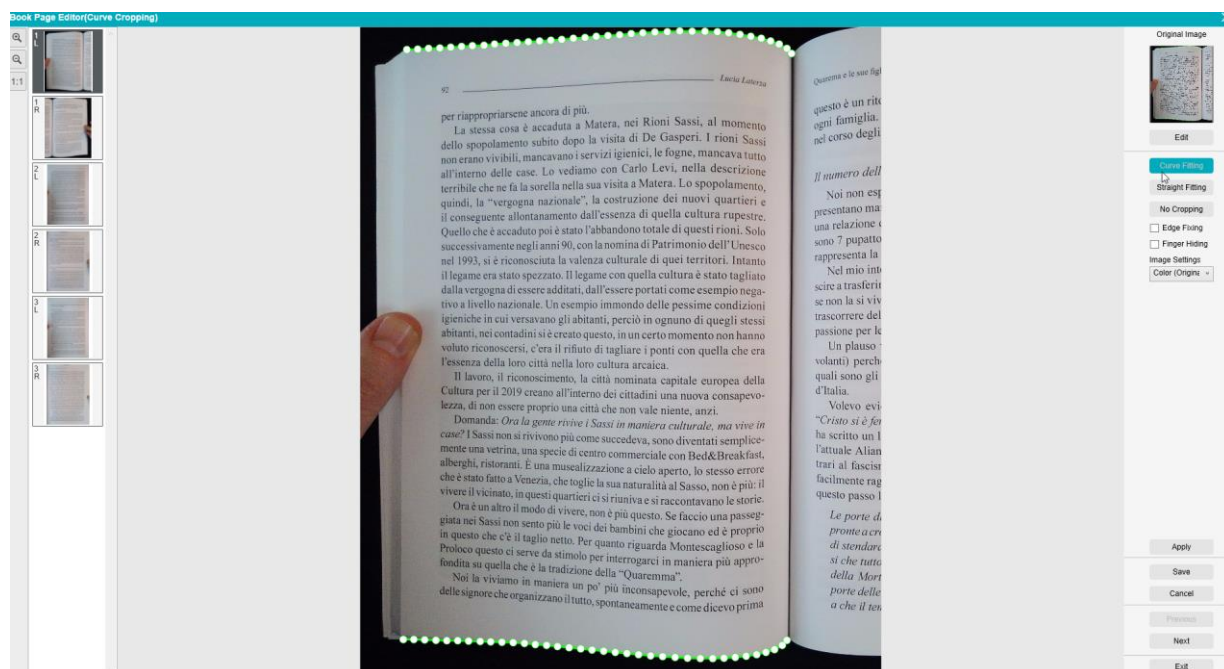 Book Page Editor(Curve Cropping)
1:1
1
L
1
R
2
L
2
R
3
L
3
R
92
Lucia Laterza
per riappropriarsene ancora di più.
La stessa cosa è accaduta a Matera, nei Rioni Sassi, al momento
dello spopolamento subito dopo la visita di De Gasperi. I rioni Sassi
non erano vivibili, mancavano i servizi igienici, le fogne, mancava tutto
all'interno delle case. Lo vediamo con Carlo Levi, nella descrizione
terribile che ne fa la sorella nella sua visita a Matera. Lo spopolamento,
quindi, la "vergogna nazionale", la costruzione dei nuovi quartieri e
il conseguente allontanamento dall'essenza di quella cultura rupestre.
Quello che è accaduto poi è stato l'abbandono totale di questi rioni. Solo
successivamente negli anni 90, con la nomina di Patrimonio dell'Unesco
nel 1993, si è riconosciuta la valenza culturale di quei territori. Intanto
il legame era stato spezzato. Il legame con quella cultura è stato tagliato
dalla vergogna di essere additati, dall'essere portati come esempio nega-
tivo a livello nazionale. Un esempio immondo delle pessime condizioni
igieniche in cui versavano gli abitanti, perciò in ognuno di quegli stessi
abitanti, nei contadini si è creato questo, in un certo momento non hanno
voluto riconoscersi, c'era il rifiuto di tagliare i ponti con quella che era
l'essenza della loro città nella loro cultura arcaica.
Il lavoro, il riconoscimento, la città nominata capitale europea della
Cultura per il 2019 creano all'interno dei cittadini una nuova consapevo-
lezza, di non essere proprio una città che non vale niente, anzi.
Domanda: Ora la gente rivive i Sassi in maniera culturale, ma vive in
case? I Sassi non si rivivono più come succedeva, sono diventati semplice-
mente una vetrina, una specie di centro commerciale con Bed&Breakfast,
alberghi, ristoranti. È una musealizzazione a cielo aperto, lo stesso errore
che è stato fatto a Venezia, che toglie la sua naturalità al Sasso, non è più: il
vivere il vicinato, in questi quartieri ci si riuniva e si raccontavano le storie.
Ora è un altro il modo di vivere, non è più questo. Se faccio una passeg-
giata nei Sassi non sento più le voci dei bambini che giocano ed è proprio
in questo che c'è il taglio netto. Per quanto riguarda Montescaglioso e la
Proloco questo ci serve da stimolo per interrogarci in maniera più appro-
fondita su quella che è la tradizione della "Quaremma".
Noi la viviamo in maniera un po' più inconsapevole, perché ci sono
delle signore che organizzano il tutto, spontaneamente e come dicevo prima
Quaremma e le sue figl
questo è un rito
ogni famiglia.
nel corso degli
Il numero dell
Noi non esp
presentano ma
una relazione
sono 7 pupatto
rappresenta la
Nel mio inte
scire a trasferir
se non la si viv
trascorrere del
passione per le
Un plauso
volanti) perch
quali sono gli
d'Italia.
Volevo evi
"Cristo si è fer
ha scritto un l
l'attuale Alian
trari al fascism
facilmente rag
questo passo l
Le porte di
pronte a cr
di stendard
si che tutto
della Mort
porte delle
a che il ten
Original Image
Edit
Curve Fitting
Straight Fitting
No Cropping
Edge Fixing
Finger Hiding
Image Settings
Color (Origina
Apply
Save
Cancel
Previous
Next
Exit